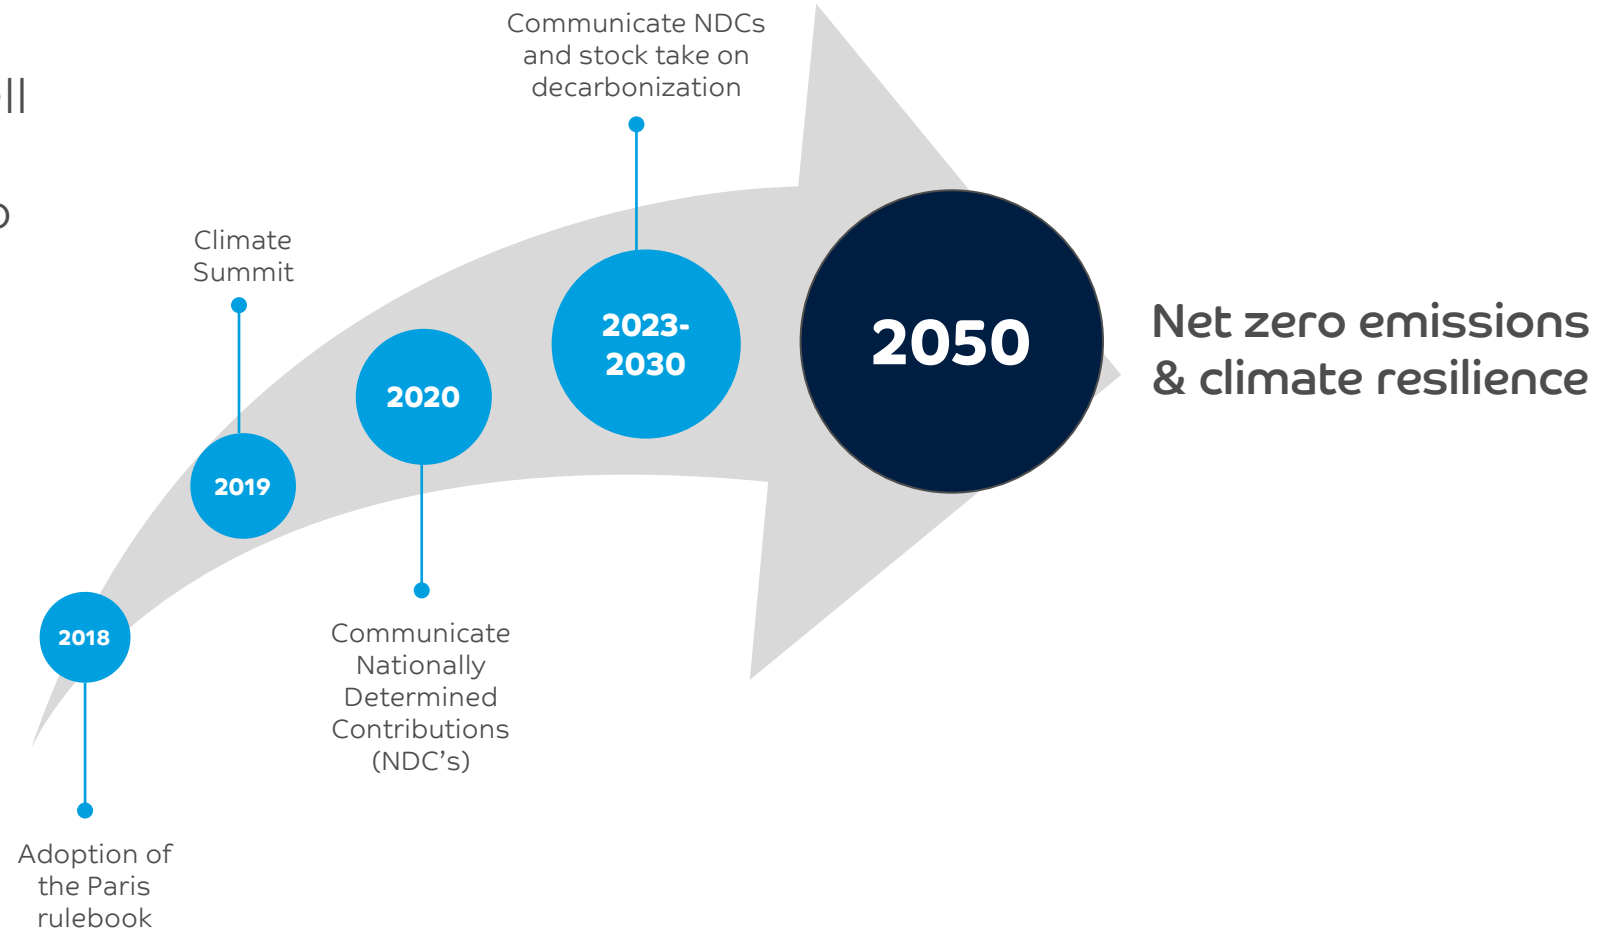 Communicate NDCs
and stock take on
decarbonization
Climate
Summit
2023-
2030
2050
Net zero emissions
& climate resilience
2020
2019
2018
Communicate
Nationally
Determined
Contributions
(NDC’s)
Adoption of
the Paris
rulebook